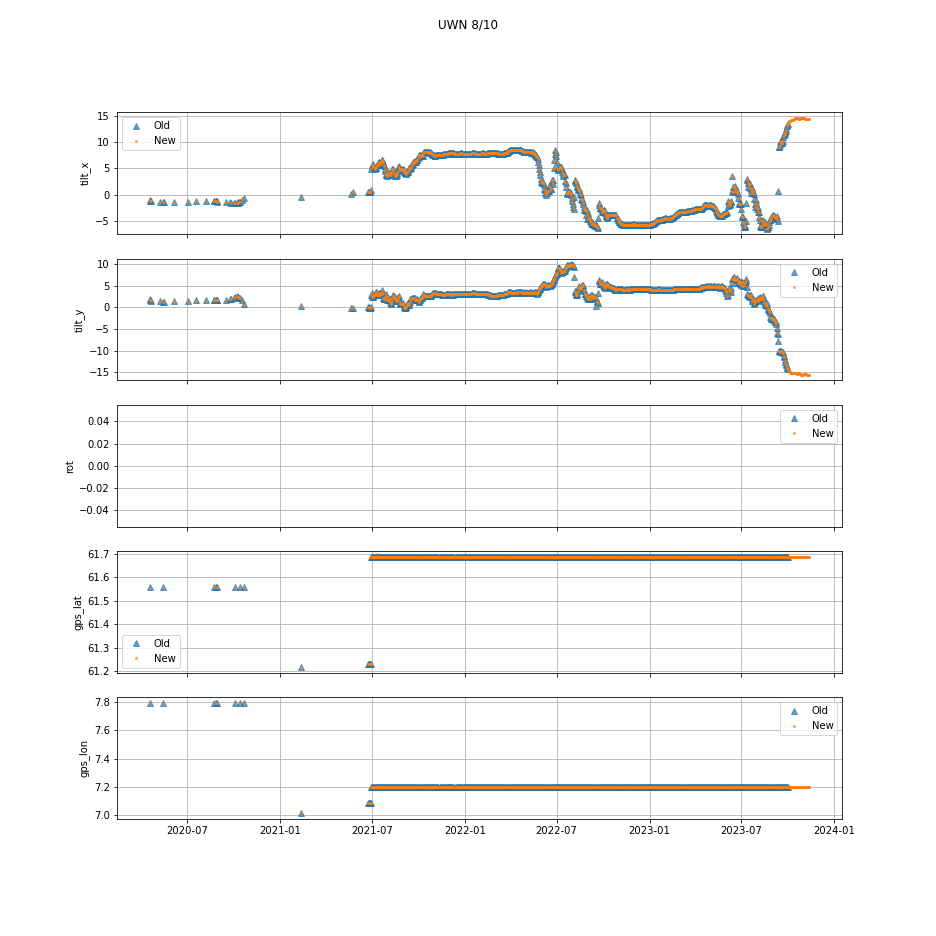 UWN 8/10
15
10
5
0
−5
tilt_x
Old
New
10
5
0
−5
−10
−15
tilt_y
Old
New
0.04
0.02
0.00
−0.02
−0.04
rot
Old
New
61.7
61.6
61.5
61.4
61.3
61.2
gps_lat
Old
New
7.8
7.6
7.4
7.2
7.0
gps_lon
Old
New
2020-07 2021-01 2021-07 2022-01 2022-07 2023-01 2023-07 2024-01